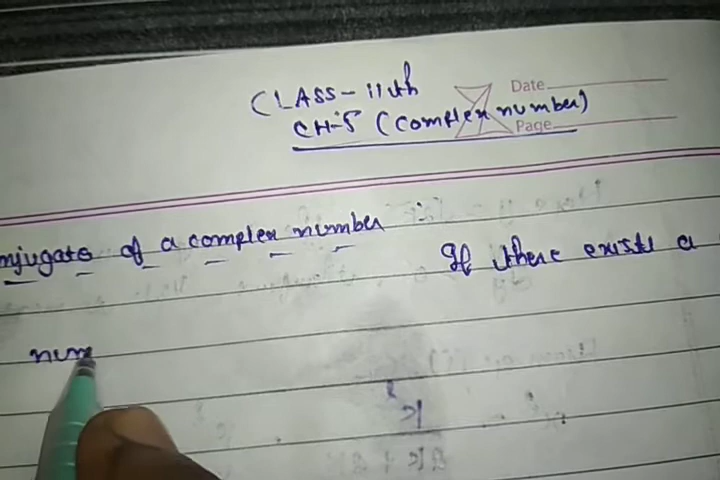 CLASS-11th
Date
CH-5 (Complex number)
Page
njugate of a complex number :
If there exists a
num